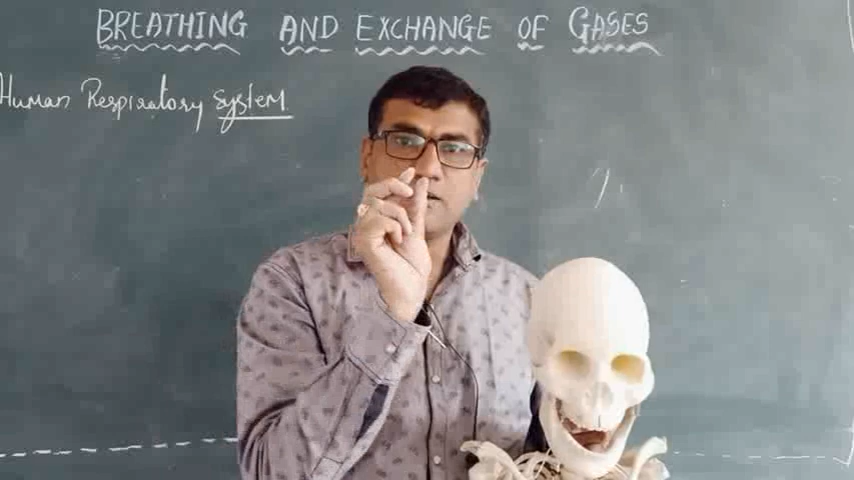 BREATHING AND EXCHANGE OF GASES
Human Respiratory System